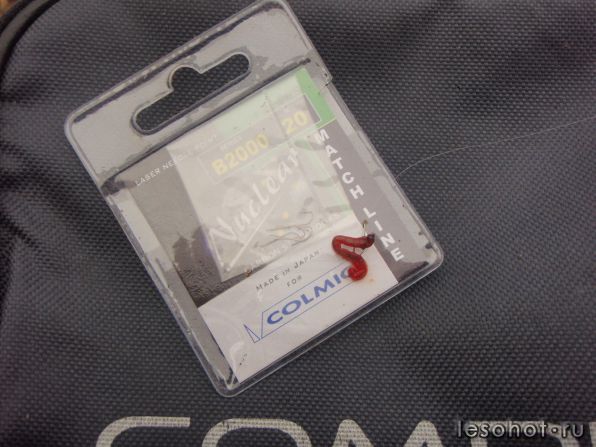 B2000
20
Nuclear
MATCH LINE
MADE IN JAPAN
FOR
COLMIC
lesohot.ru